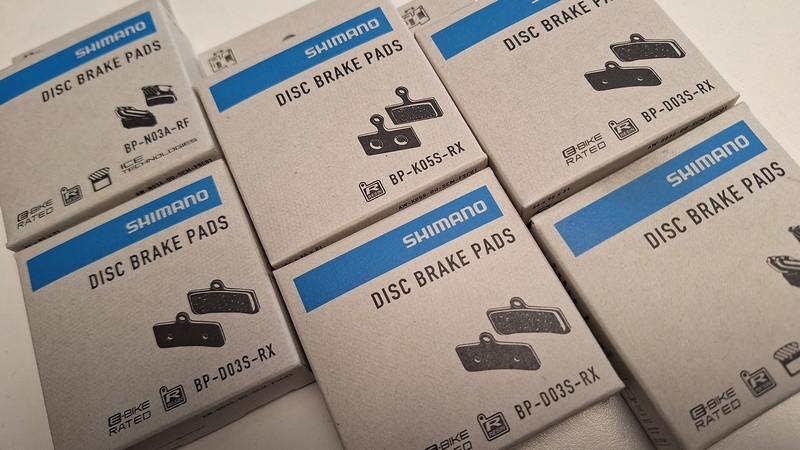 SHIMANO
DISC BRAKE PADS
BP-N03A-RF
E-BIKE
RATED
R
ICE
TECHNOLOGIES
SHIMANO
DISC BRAKE PADS
R
BP-K05S-RX
SHIMANO
DISC BRAKE PADS
E-BIKE
RATED
R
BP-D03S-RX
SHIMANO
DISC BRAKE PADS
E-BIKE
RATED
R
BP-D03S-RX
SHIMANO
DISC BRAKE PADS
E-BIKE
RATED
R
BP-D03S-RX
SHIMANO
DISC BRAKE PADS
E-BIKE
RATED
R